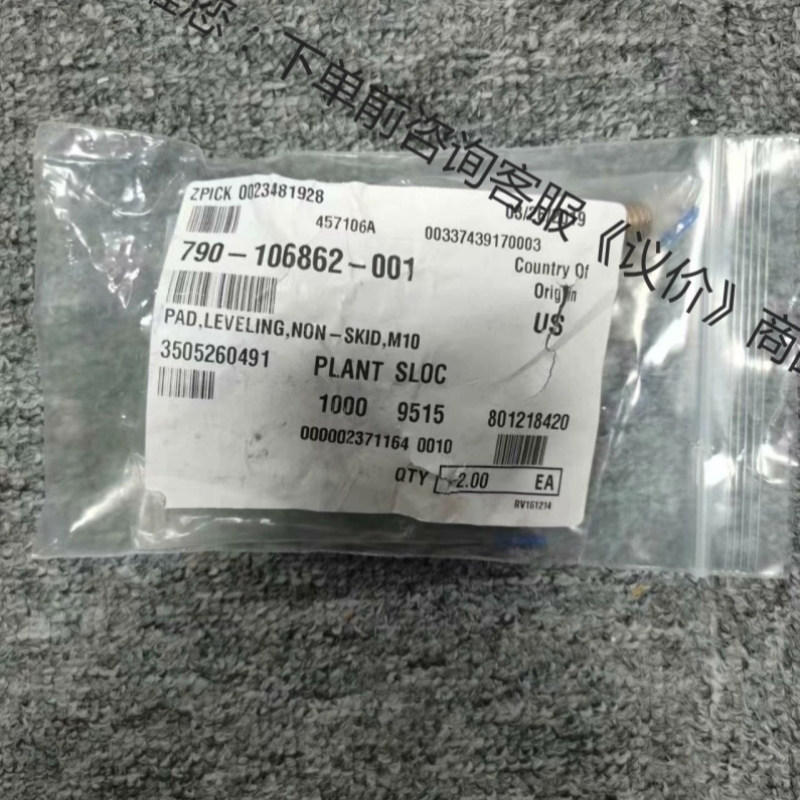 下单前咨询客服《议价》商
ZPICK 0023481928
457106A
00337439170003
790-106862-001
Country Of
Origin
US
PAD,LEVELING,NON-SKID,M10
3505260491
PLANT SLOC
1000 9515
801218420
000002371164 0010
QTY 2.00 EA
RV161214